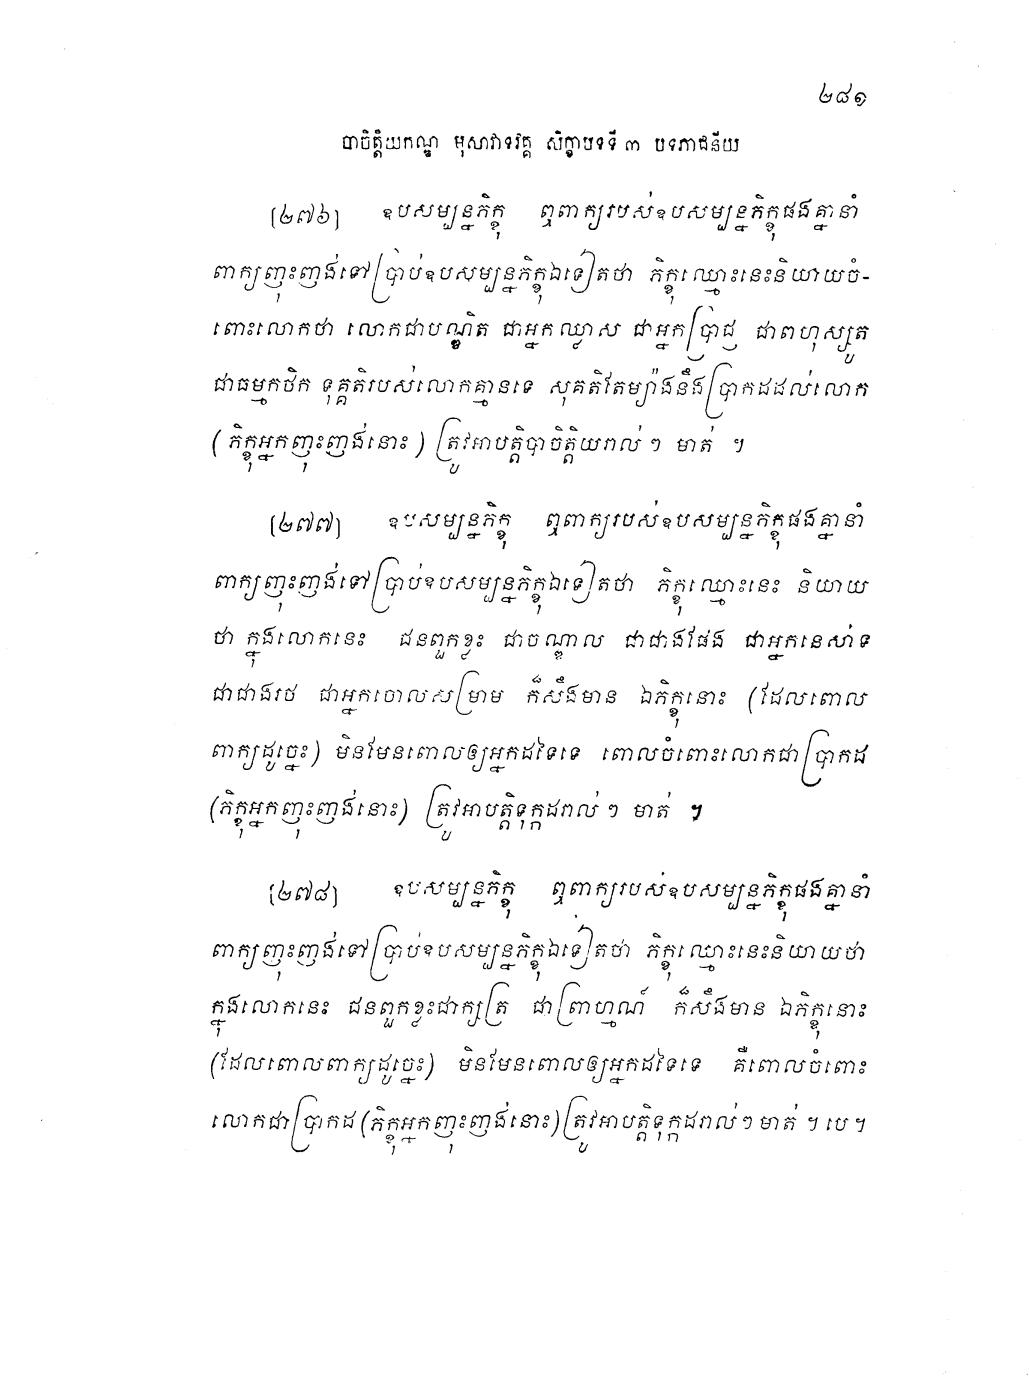 ២៨១
បាចិត្តិយកណ្ឌ មុសាវាទវគ្គ សិក្ខាបទទី ៣ បទភាជនីយ
[២៧៦] ឧបសម្បន្នភិក្ខុ ឮពាក្យរបស់ឧបសម្បន្នភិក្ខុផងគ្នានាំ
ពាក្យញុះញង់ទៅប្រាប់ឧបសម្បន្នភិក្ខុឯទៀតថា ភិក្ខុឈ្មោះនេះនិយាយចំ-
ពោះលោកថា លោកជាបណ្ឌិត ជាអ្នកឈ្លាស ជាអ្នកប្រាជ្ញ ជាពហុស្សូត
ជាធម្មកថិក ទុគ្គតិរបស់លោកគ្មានទេ សុគតិតែម្យ៉ាងនឹងប្រាកដដល់លោក
(ភិក្ខុអ្នកញុះញង់នោះ) ត្រូវអាបត្តិបាចិត្តិយរាល់ៗ មាត់ ។
[២៧៧] ឧបសម្បន្នភិក្ខុ ឮពាក្យរបស់ឧបសម្បន្នភិក្ខុផងគ្នានាំ
ពាក្យញុះញង់ទៅប្រាប់ឧបសម្បន្នភិក្ខុឯទៀតថា ភិក្ខុឈ្មោះនេះ និយាយ
ថា ក្នុងលោកនេះ ជនពួកខ្លះ ជាចណ្ឌាល ជាជាងផែង ជាអ្នកនេសាទ
ជាជាងរថ ជាអ្នកចោលសម្រាម ក៏សឹងមាន ឯភិក្ខុនោះ (ដែលពោល
ពាក្យដូច្នេះ) មិនមែនពោលឲ្យអ្នកដទៃទេ ពោលចំពោះលោកជាប្រាកដ
(ភិក្ខុអ្នកញុះញង់នោះ) ត្រូវអាបត្តិទុក្កដរាល់ៗ មាត់ ។
[២៧៨] ឧបសម្បន្នភិក្ខុ ឮពាក្យរបស់ឧបសម្បន្នភិក្ខុផងគ្នានាំ
ពាក្យញុះញង់ទៅប្រាប់ឧបសម្បន្នភិក្ខុឯទៀតថា ភិក្ខុឈ្មោះនេះនិយាយថា
ក្នុងលោកនេះ ជនពួកខ្លះជាក្សត្រ ជាព្រាហ្មណ៍ ក៏សឹងមាន ឯភិក្ខុនោះ
(ដែលពោលពាក្យដូច្នេះ) មិនមែនពោលឲ្យអ្នកដទៃទេ គឺពោលចំពោះ
លោកជាប្រាកដ (ភិក្ខុអ្នកញុះញង់នោះ) ត្រូវអាបត្តិទុក្កដរាល់ៗមាត់ ។ បេ ។